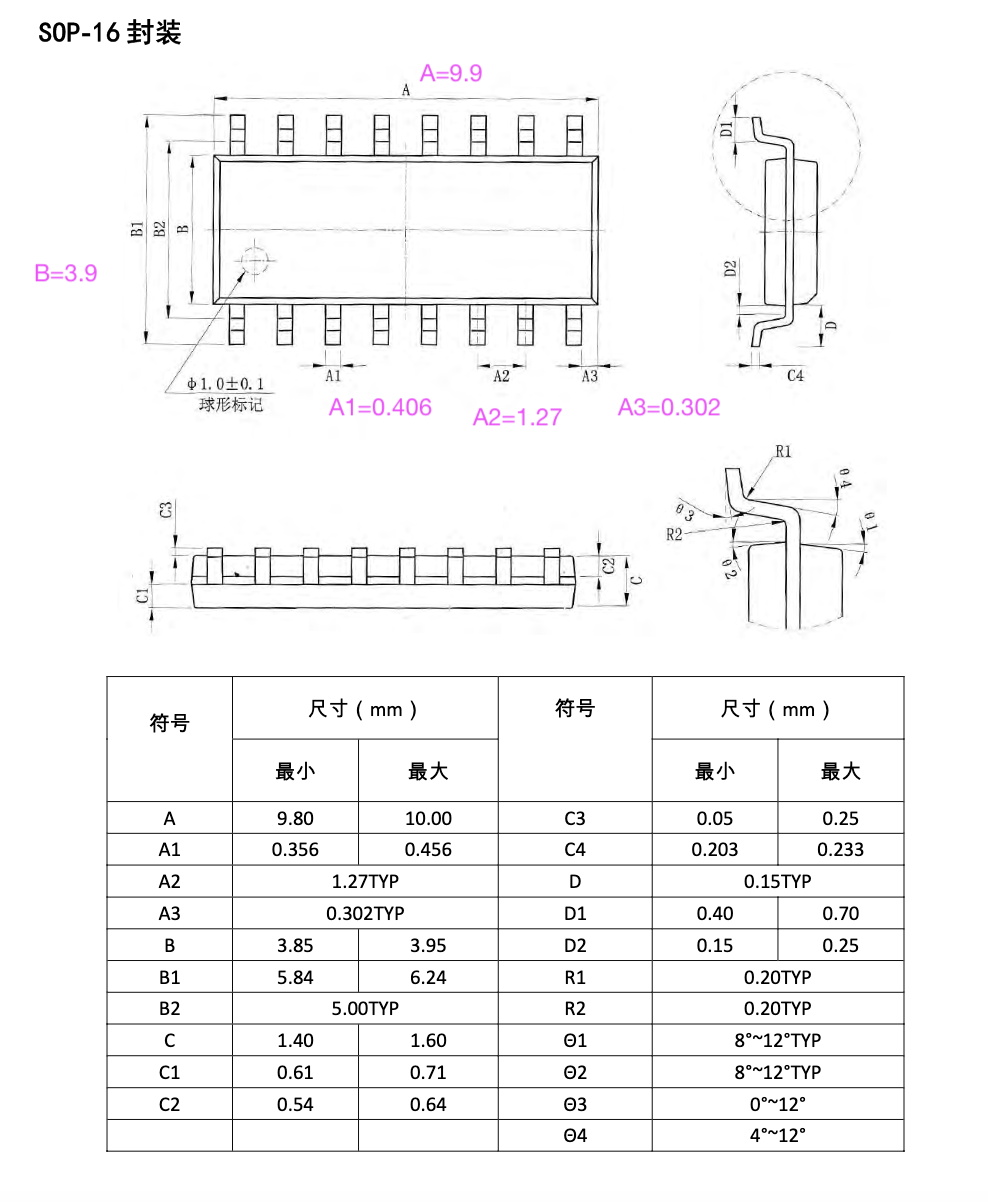 SOP-16 封装
A=9.9
A
D1
B1
B2
B
B=3.9
D2
D
A1
A2
A3
C4
φ1.0±0.1
球形标记
A1=0.406
A2=1.27
A3=0.302
R1
θ4
C3
θ3
θ1
R2
C2
C
θ2
C1
符号 尺寸(mm) 符号 尺寸(mm)
最小 最大 最小 最大
A 9.80 10.00 C3 0.05 0.25
A1 0.356 0.456 C4 0.203 0.233
A2 1.27TYP D 0.15TYP
A3 0.302TYP D1 0.40 0.70
B 3.85 3.95 D2 0.15 0.25
B1 5.84 6.24 R1 0.20TYP
B2 5.00TYP R2 0.20TYP
C 1.40 1.60 Θ1 8°~12°TYP
C1 0.61 0.71 Θ2 8°~12°TYP
C2 0.54 0.64 Θ3 0°~12°
Θ4 4°~12°